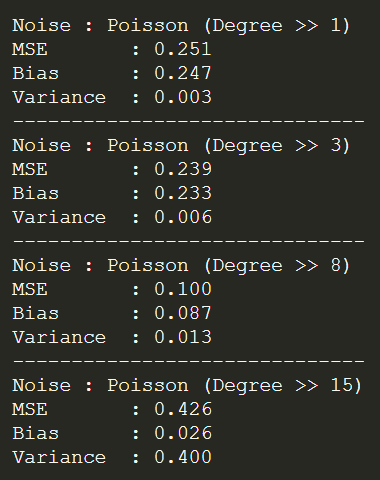 Noise : Poisson (Degree >> 1)
MSE       : 0.251
Bias      : 0.247
Variance  : 0.003
--------------------------------
Noise : Poisson (Degree >> 3)
MSE       : 0.239
Bias      : 0.233
Variance  : 0.006
--------------------------------
Noise : Poisson (Degree >> 8)
MSE       : 0.100
Bias      : 0.087
Variance  : 0.013
--------------------------------
Noise : Poisson (Degree >> 15)
MSE       : 0.426
Bias      : 0.026
Variance  : 0.400